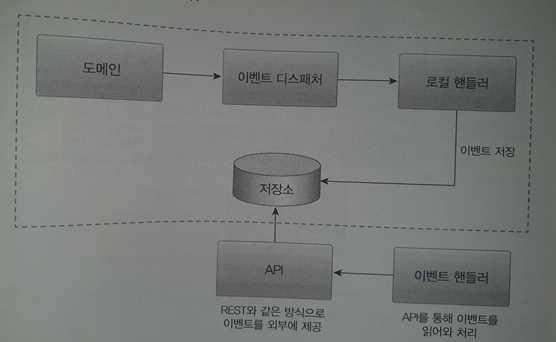 도메인
이벤트 디스패처
로컬 핸들러
이벤트 저장
저장소
API
이벤트 핸들러
REST와 같은 방식으로
이벤트를 외부에 제공
API를 통해 이벤트를
읽어와 처리